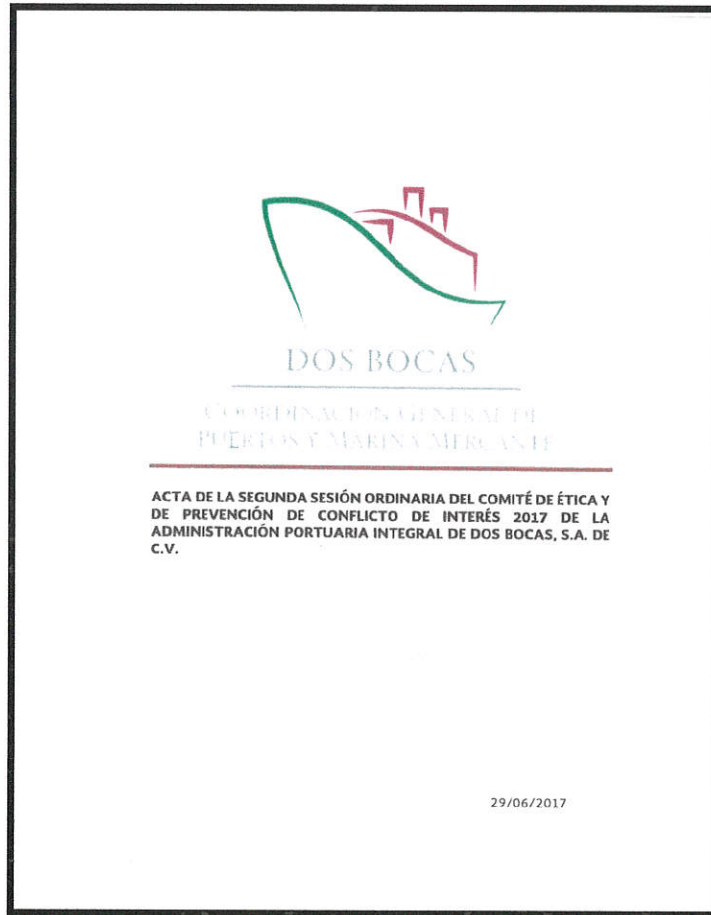 DOS BOCAS
COORDINACIÓN GENERAL DE
PUERTOS Y MARINA MERCANTE
ACTA DE LA SEGUNDA SESIÓN ORDINARIA DEL COMITÉ DE ÉTICA Y
DE PREVENCIÓN DE CONFLICTO DE INTERÉS 2017 DE LA
ADMINISTRACIÓN PORTUARIA INTEGRAL DE DOS BOCAS, S.A. DE
C.V.
29/06/2017